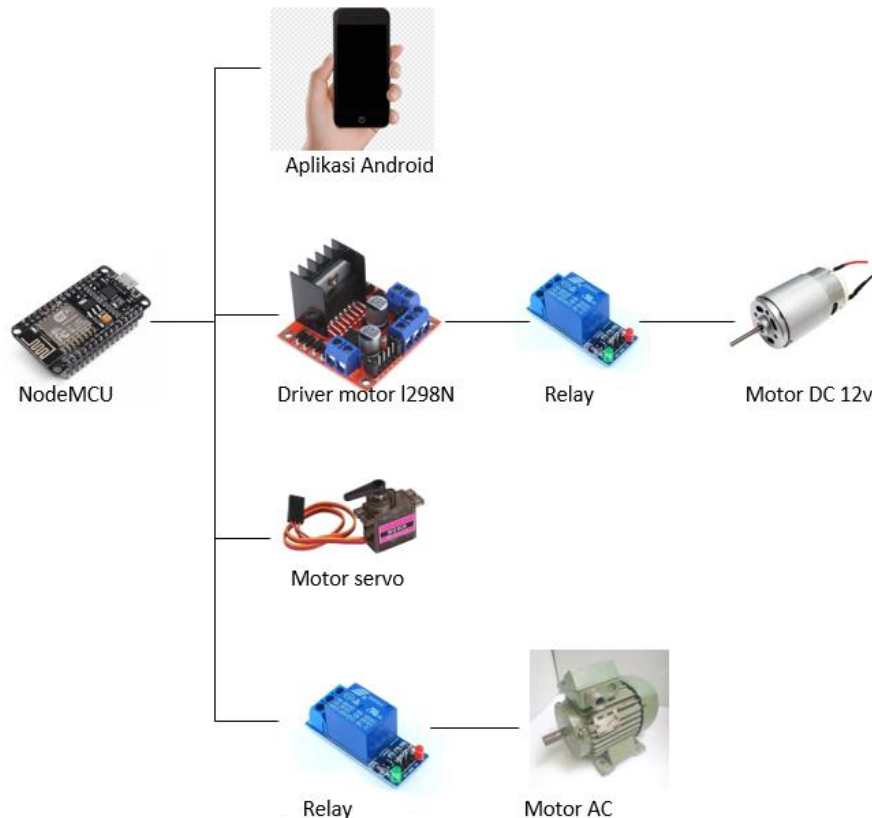 Aplikasi Android
NodeMCU
Driver motor l298N
Relay
Motor DC 12v
Motor servo
Relay
Motor AC